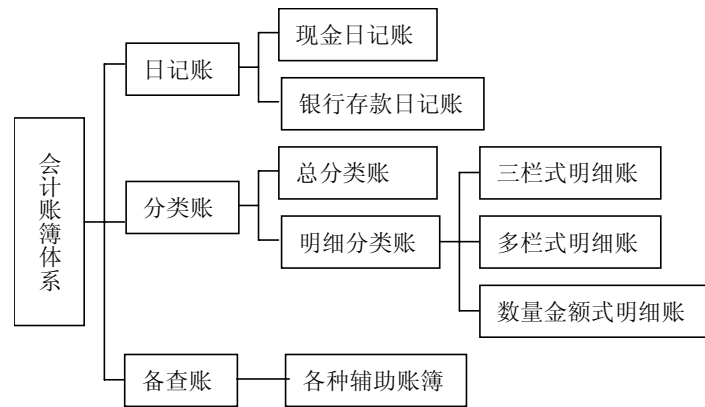 会计账簿体系
日记账
现金日记账
银行存款日记账
分类账
总分类账
明细分类账
三栏式明细账
多栏式明细账
数量金额式明细账
备查账
各种辅助账簿